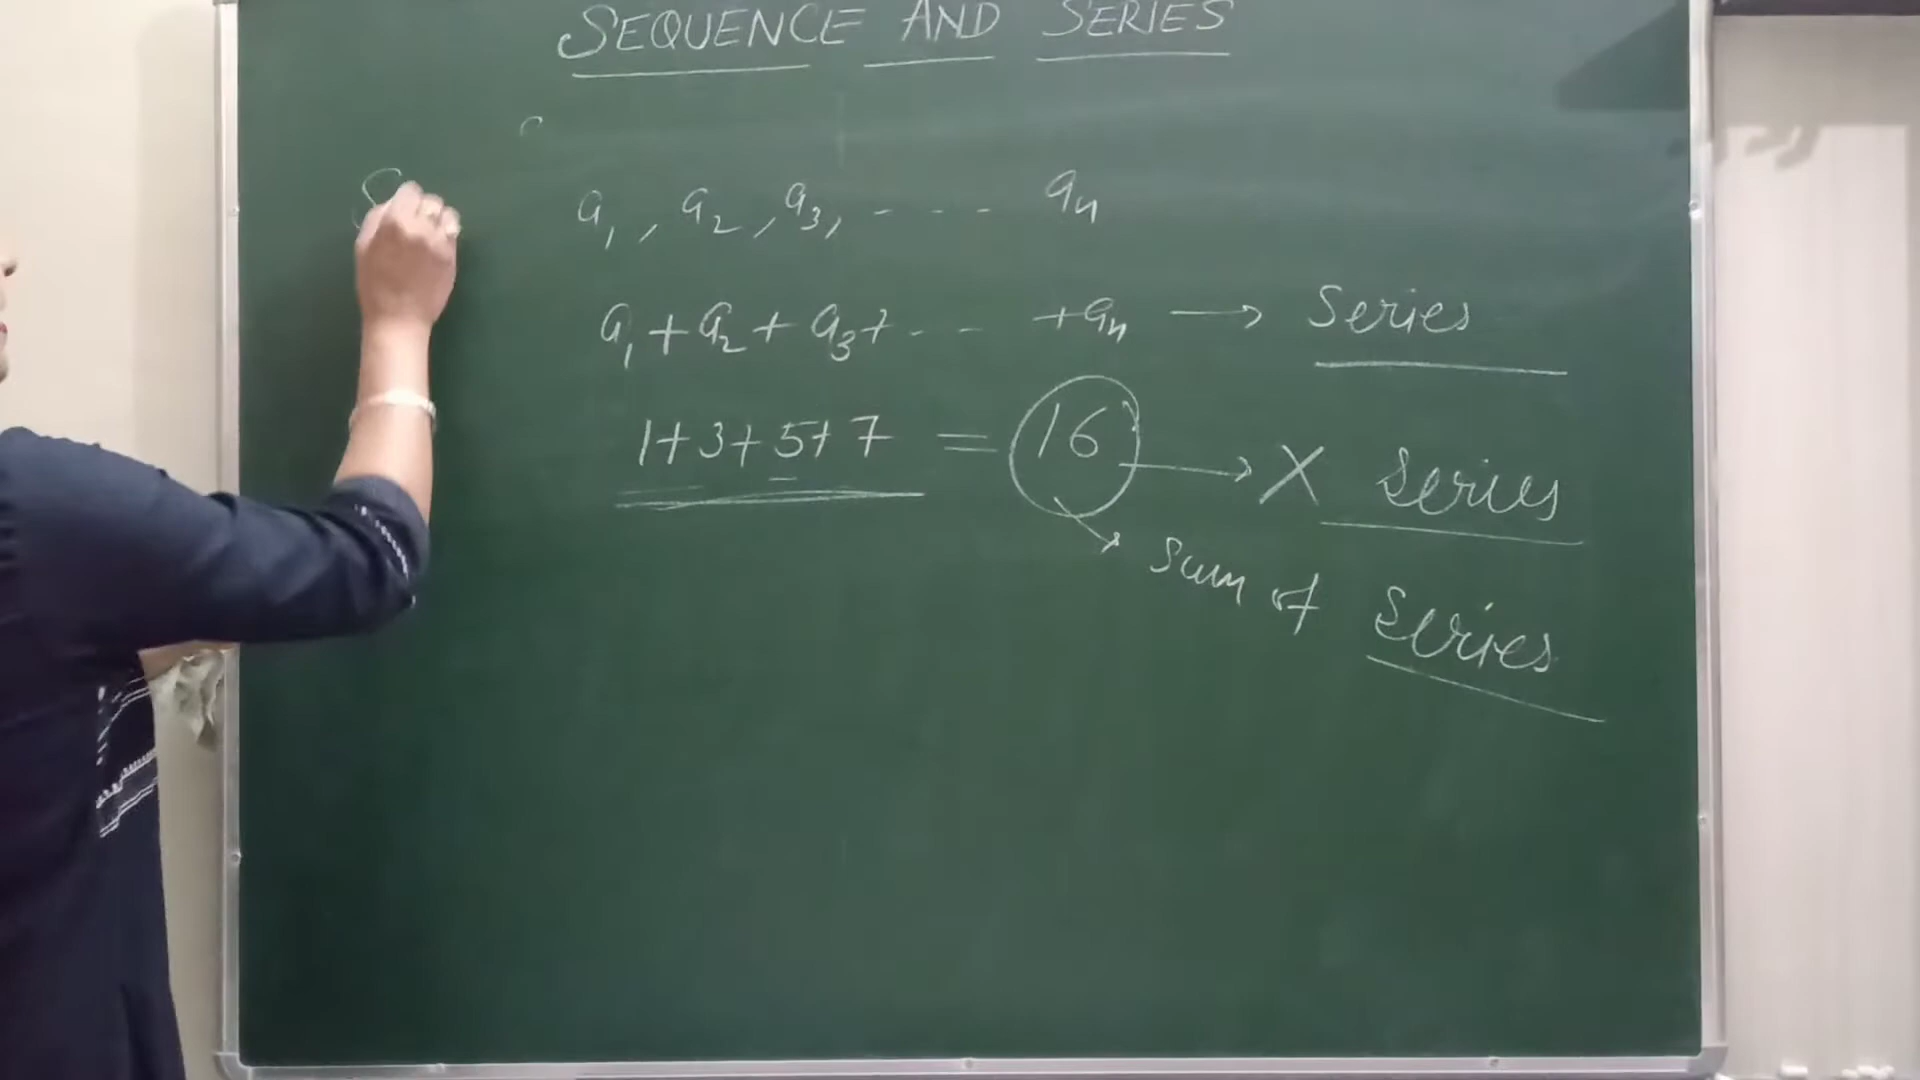 SEQUENCE AND SERIES
S a₁, a₂, a₃, - - - - aₙ
a₁ + a₂ + a₃ + - - - + aₙ → Series
1+3+5+7 = 16 → X Series
Sum of Series